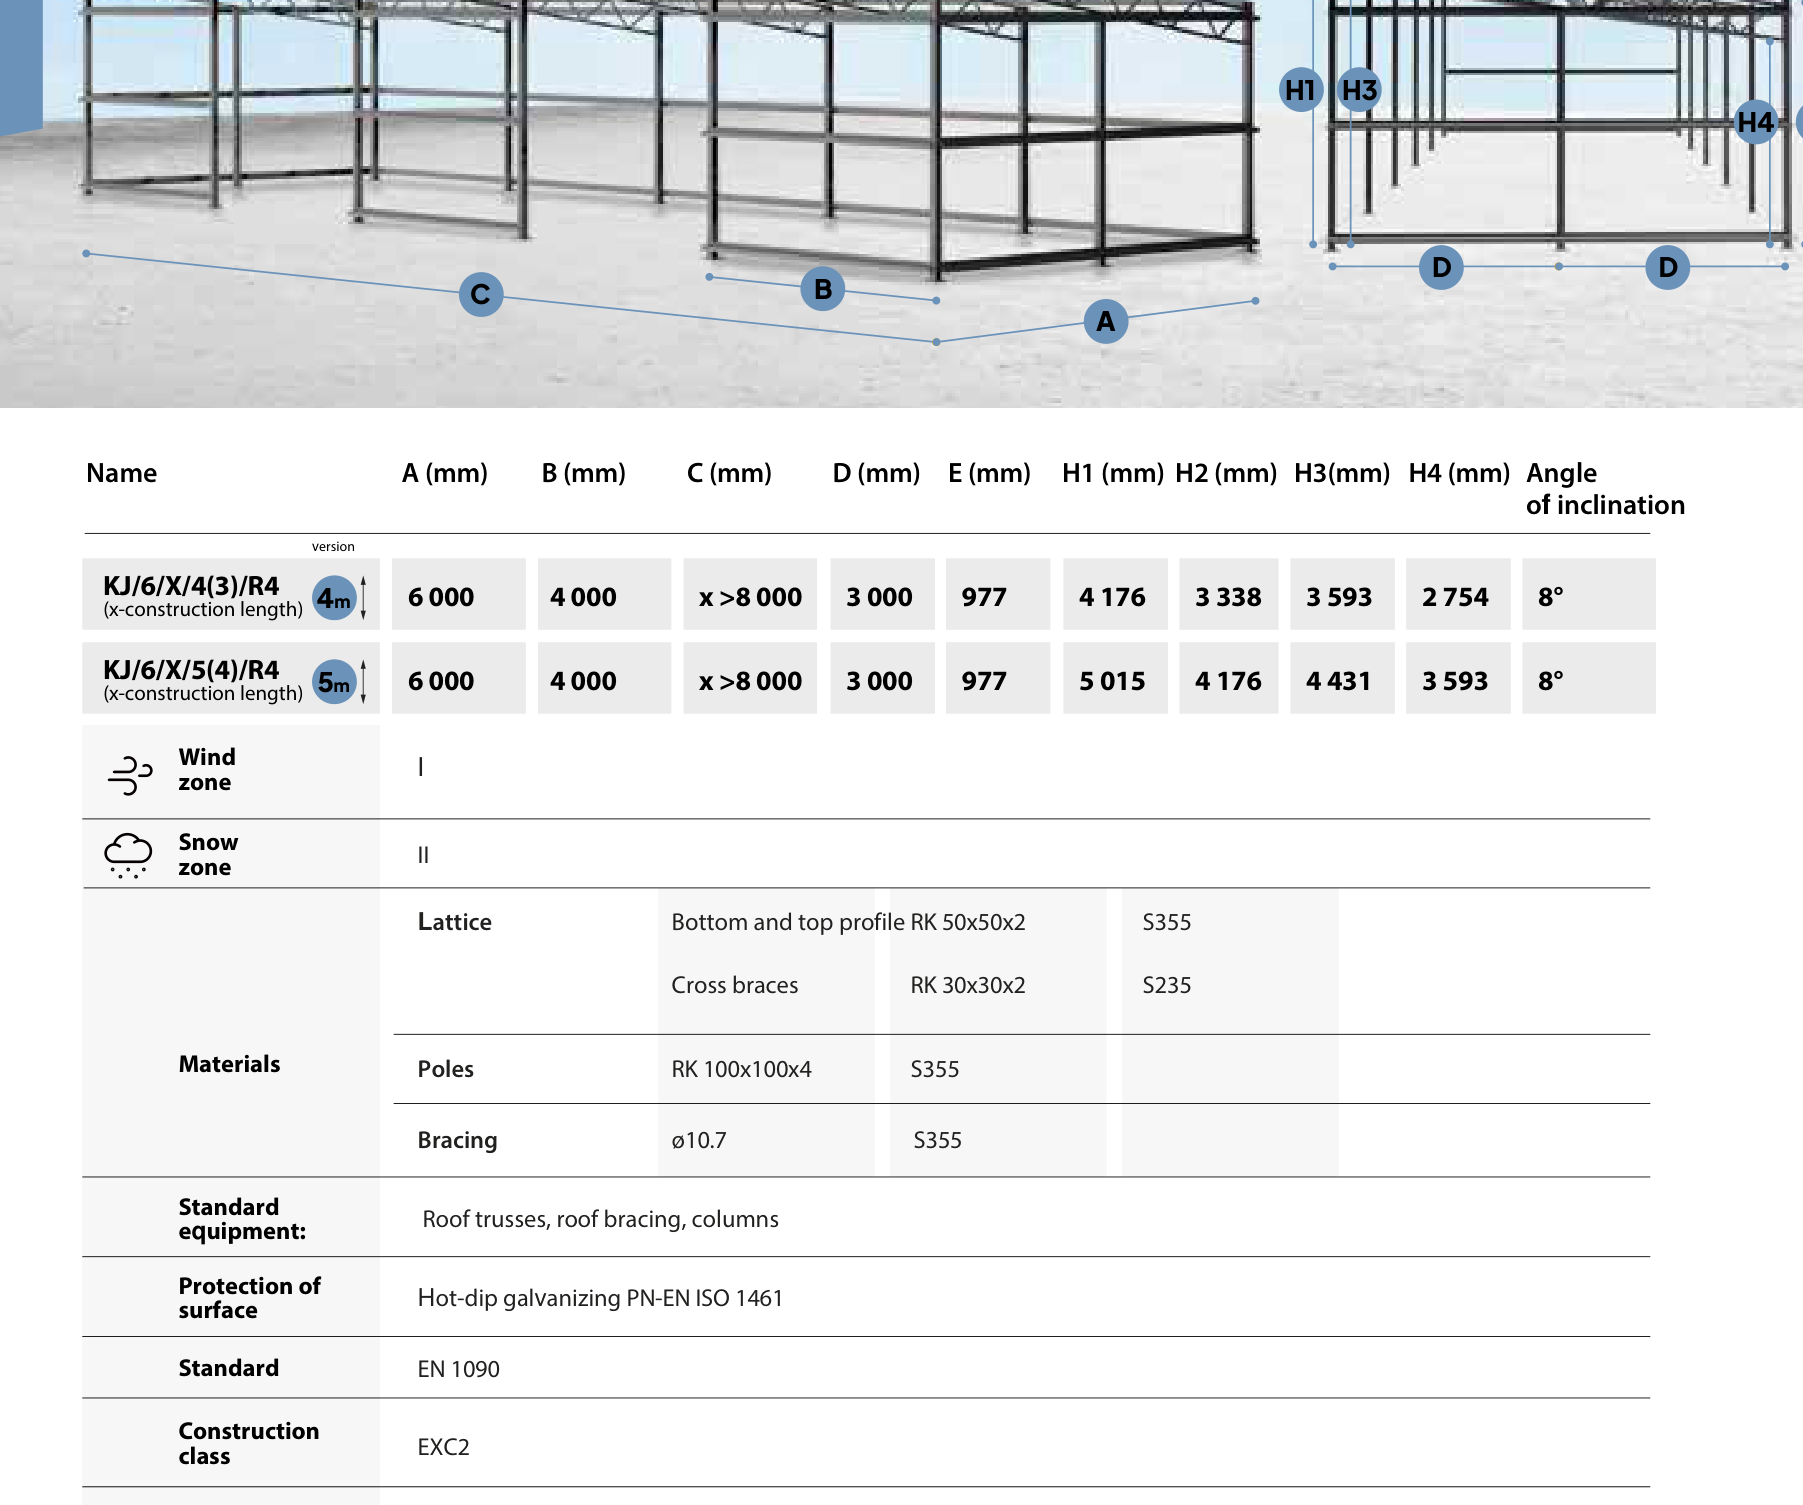 H1 H3
H4
D D
C B A
Name A (mm) B (mm) C (mm) D (mm) E (mm) H1 (mm) H2 (mm) H3(mm) H4 (mm) Angle
of inclination
version
KJ/6/X/4(3)/R4 4m 6 000 4 000 x >8 000 3 000 977 4 176 3 338 3 593 2 754 8°
(x-construction length)
KJ/6/X/5(4)/R4 5m 6 000 4 000 x >8 000 3 000 977 5 015 4 176 4 431 3 593 8°
(x-construction length)
Wind
zone
I
Snow
zone
II
Materials
Lattice Bottom and top profile RK 50x50x2 S355
Cross braces RK 30x30x2 S235
Poles RK 100x100x4 S355
Bracing ø10.7 S355
Standard
equipment:
Roof trusses, roof bracing, columns
Protection of
surface
Hot-dip galvanizing PN-EN ISO 1461
Standard EN 1090
Construction
class
EXC2